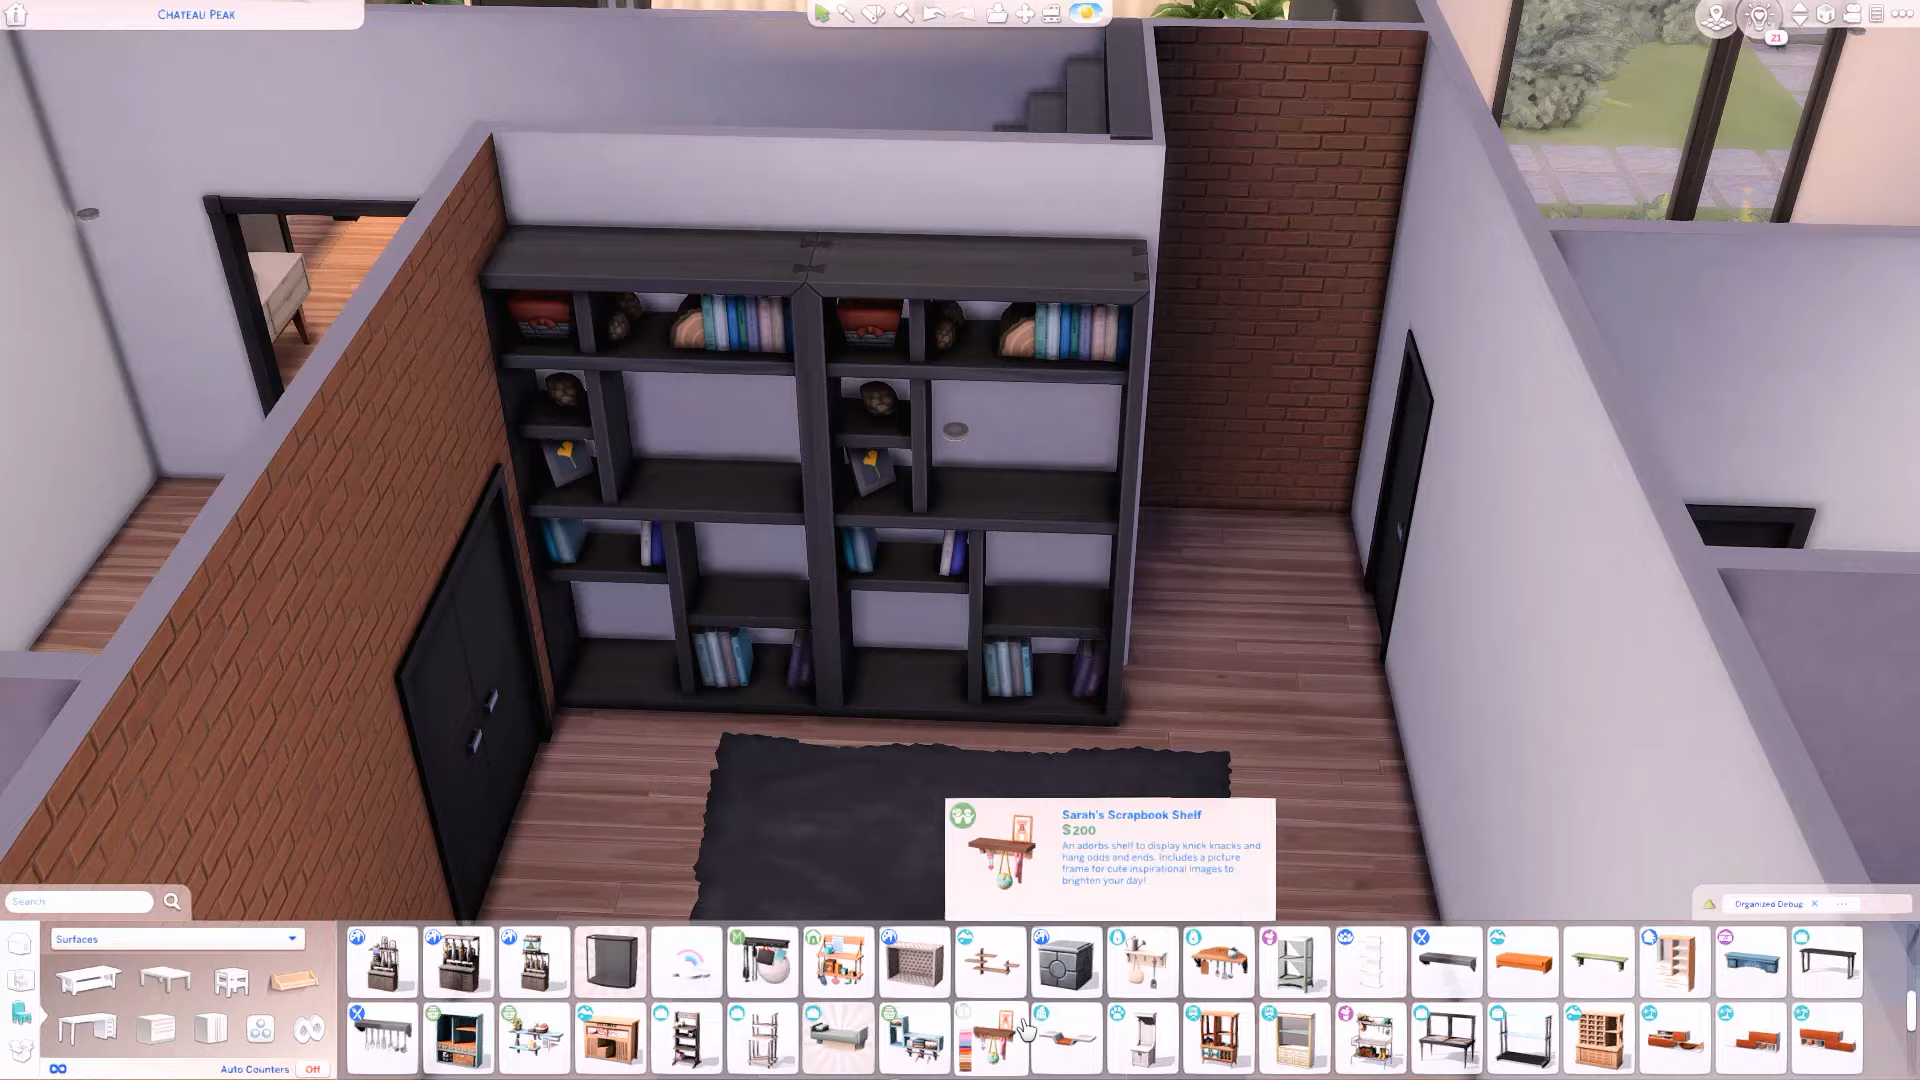 Chateau Peak
21
Sarah's Scrapbook Shelf
$200
An adorbs shelf to display knick knacks and
hang odds and ends. Includes a picture
frame for cute inspirational images to
brighten your day!
Search
Organized Debug
Surfaces
Auto Counters Off